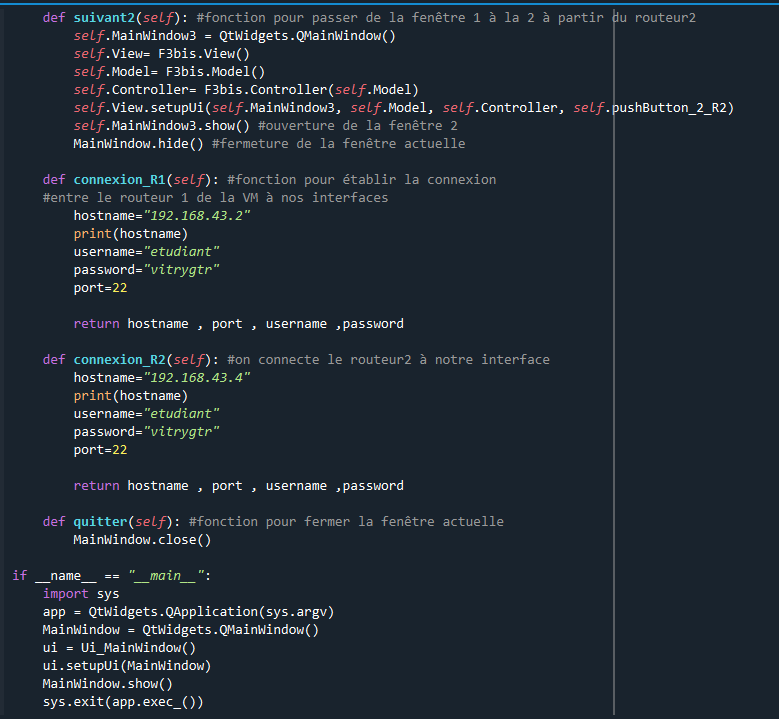 def suivant2(self): #fonction pour passer de la fenêtre 1 à la 2 à partir du routeur2
self.MainWindow3 = QtWidgets.QMainWindow()
self.View= F3bis.View()
self.Model= F3bis.Model()
self.Controller= F3bis.Controller(self.Model)
self.View.setupUi(self.MainWindow3, self.Model, self.Controller, self.pushButton_2_R2)
self.MainWindow3.show() #ouverture de la fenêtre 2
MainWindow.hide() #fermeture de la fenêtre actuelle
def connexion_R1(self): #fonction pour établir la connexion
#entre le routeur 1 de la VM à nos interfaces
hostname="192.168.43.2"
print(hostname)
username="etudiant"
password="vitrygtr"
port=22
return hostname , port , username ,password
def connexion_R2(self): #on connecte le routeur2 à notre interface
hostname="192.168.43.4"
print(hostname)
username="etudiant"
password="vitrygtr"
port=22
return hostname , port , username ,password
def quitter(self): #fonction pour fermer la fenêtre actuelle
MainWindow.close()
if __name__ == "__main__":
import sys
app = QtWidgets.QApplication(sys.argv)
MainWindow = QtWidgets.QMainWindow()
ui = Ui_MainWindow()
ui.setupUi(MainWindow)
MainWindow.show()
sys.exit(app.exec_())